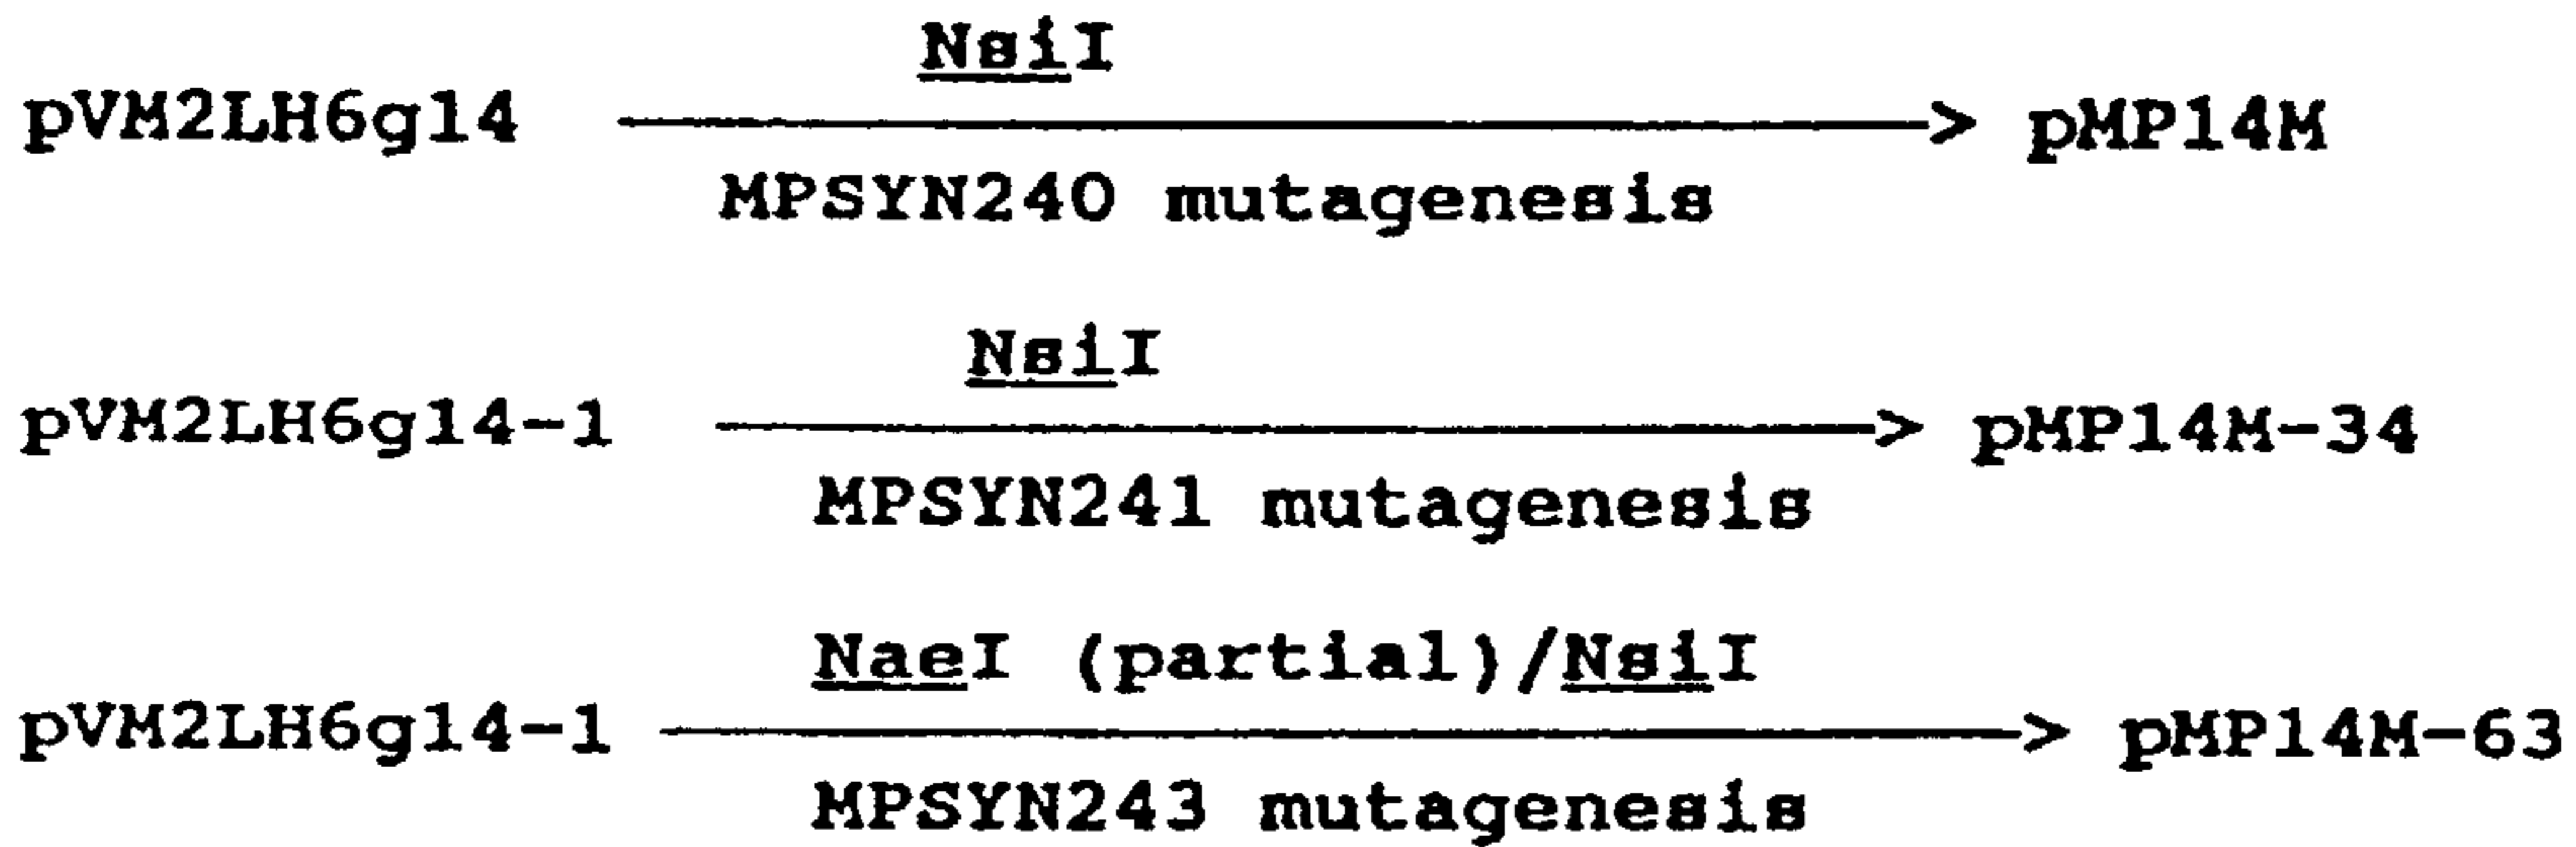 NsiI
pVM2LH6g14 ———> pMP14M
MPSYN240 mutagenesis
NsiI
pVM2LH6g14-1 ———> pMP14M-34
MPSYN241 mutagenesis
NaeI (partial)/NsiI
pVM2LH6g14-1 ———> pMP14M-63
MPSYN243 mutagenesis